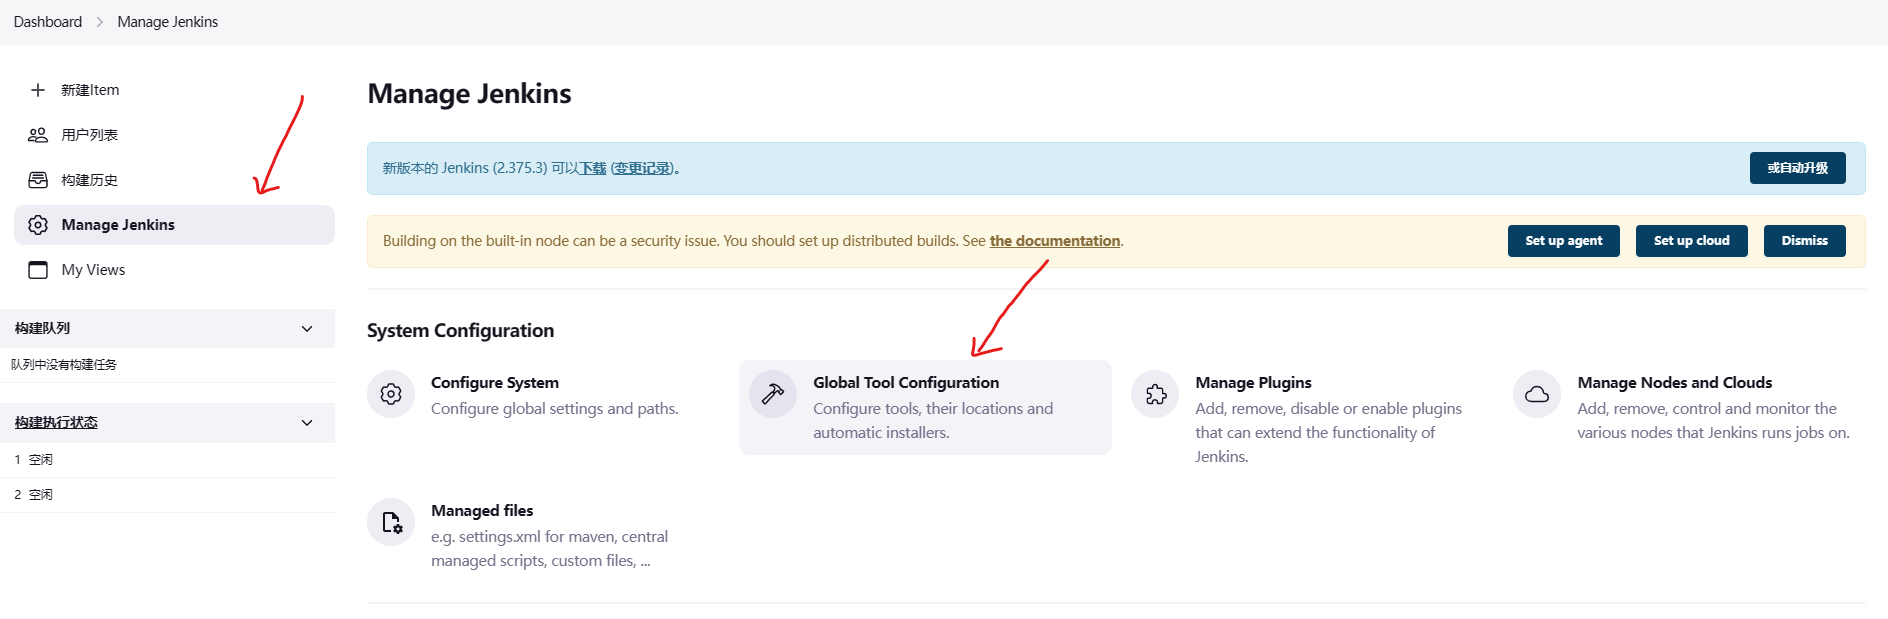 Dashboard
Manage Jenkins
新建Item
用户列表
构建历史
Manage Jenkins
My Views
构建队列
队列中没有构建任务
构建执行状态
1 空闲
2 空闲
Manage Jenkins
新版本的 Jenkins (2.375.3) 可以下载 (变更记录)。
或自动升级
Building on the built-in node can be a security issue. You should set up distributed builds. See the documentation.
Set up agent
Set up cloud
Dismiss
System Configuration
Configure System
Configure global settings and paths.
Global Tool Configuration
Configure tools, their locations and
automatic installers.
Manage Plugins
Add, remove, disable or enable plugins
that can extend the functionality of
Jenkins.
Manage Nodes and Clouds
Add, remove, control and monitor the
various nodes that Jenkins runs jobs on.
Managed files
e.g. settings.xml for maven, central
managed scripts, custom files, ...